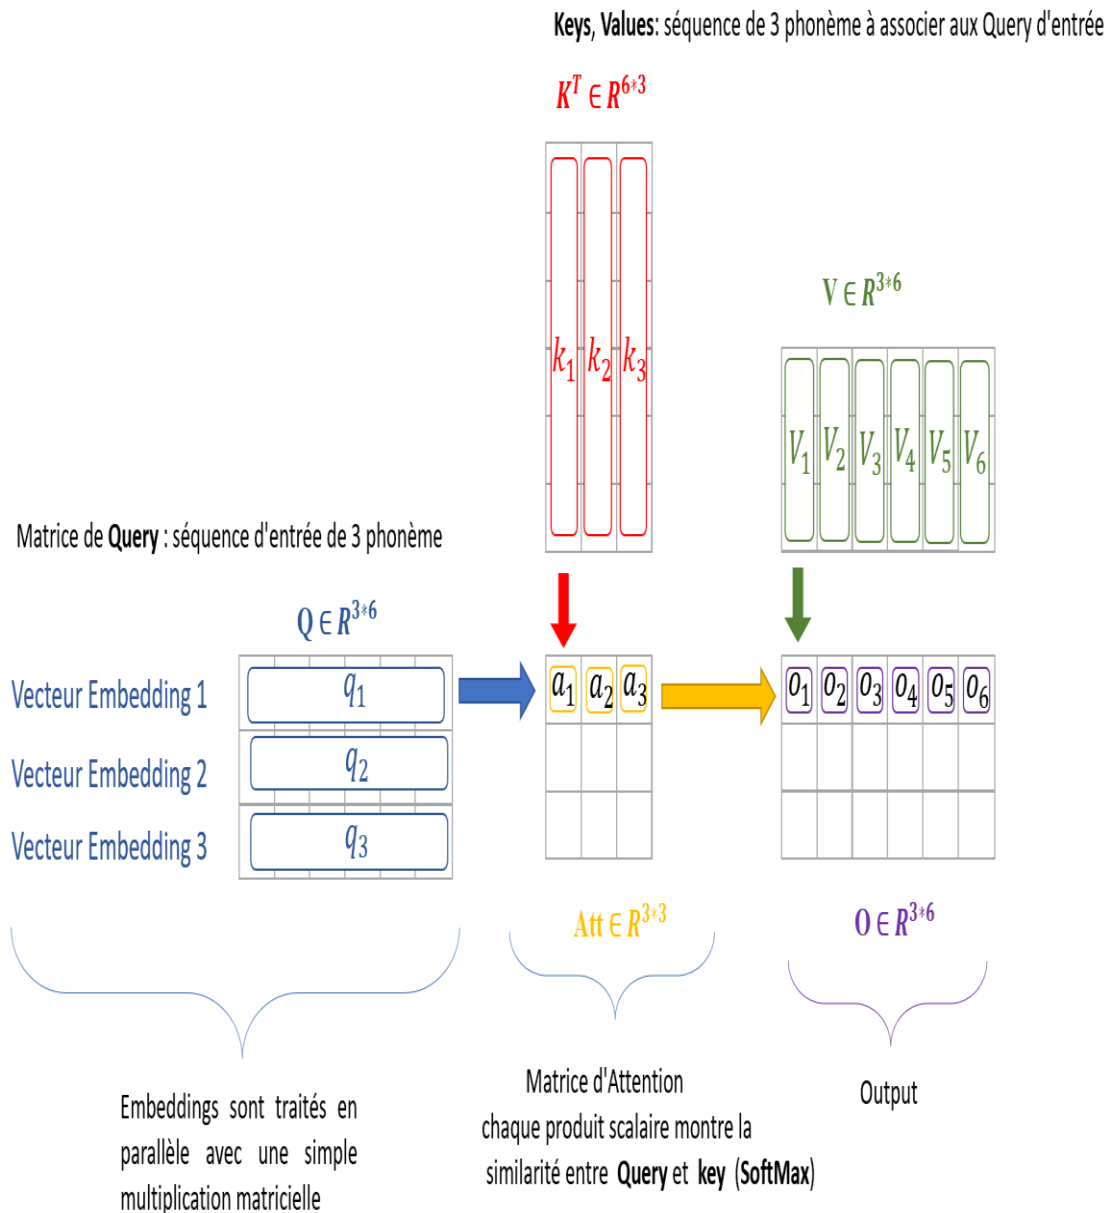 Keys, Values: séquence de 3 phonème à associer aux Query d'entrée
K^T ∈ R^{6*3}
k₁ k₂ k₃
V ∈ R^{3*6}
V₁ V₂ V₃ V₄ V₅ V₆
Matrice de Query : séquence d'entrée de 3 phonème
Q ∈ R^{3*6}
Vecteur Embedding 1
q₁
a₁ a₂ a₃
o₁ o₂ o₃ o₄ o₅ o₆
Vecteur Embedding 2
q₂
Vecteur Embedding 3
q₃
Att ∈ R^{3*3}
O ∈ R^{3*6}
Embeddings sont traités en
parallèle avec une simple
multiplication matricielle
Matrice d'Attention
chaque produit scalaire montre la
similarité entre Query et key (SoftMax)
Output